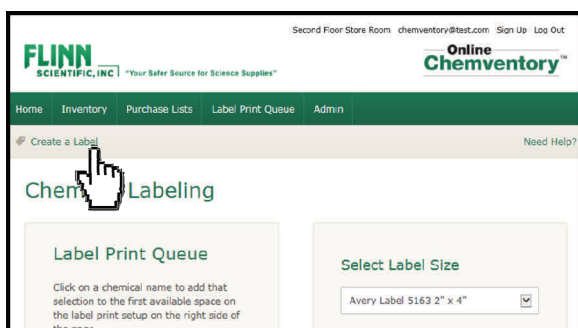 Second Floor Store Room chemventory@test.com Sign Up Log Out
FLINN
SCIENTIFIC, INC "Your Safer Source for Science Supplies"
Online
Chemventory™
Home Inventory Purchase Lists Label Print Queue Admin
Create a Label Need Help?
Labeling
Label Print Queue
Click on a chemical name to add that
selection to the first available space on
the label print setup on the right side of
the page
Select Label Size
Avery Label 5163 2" x 4"